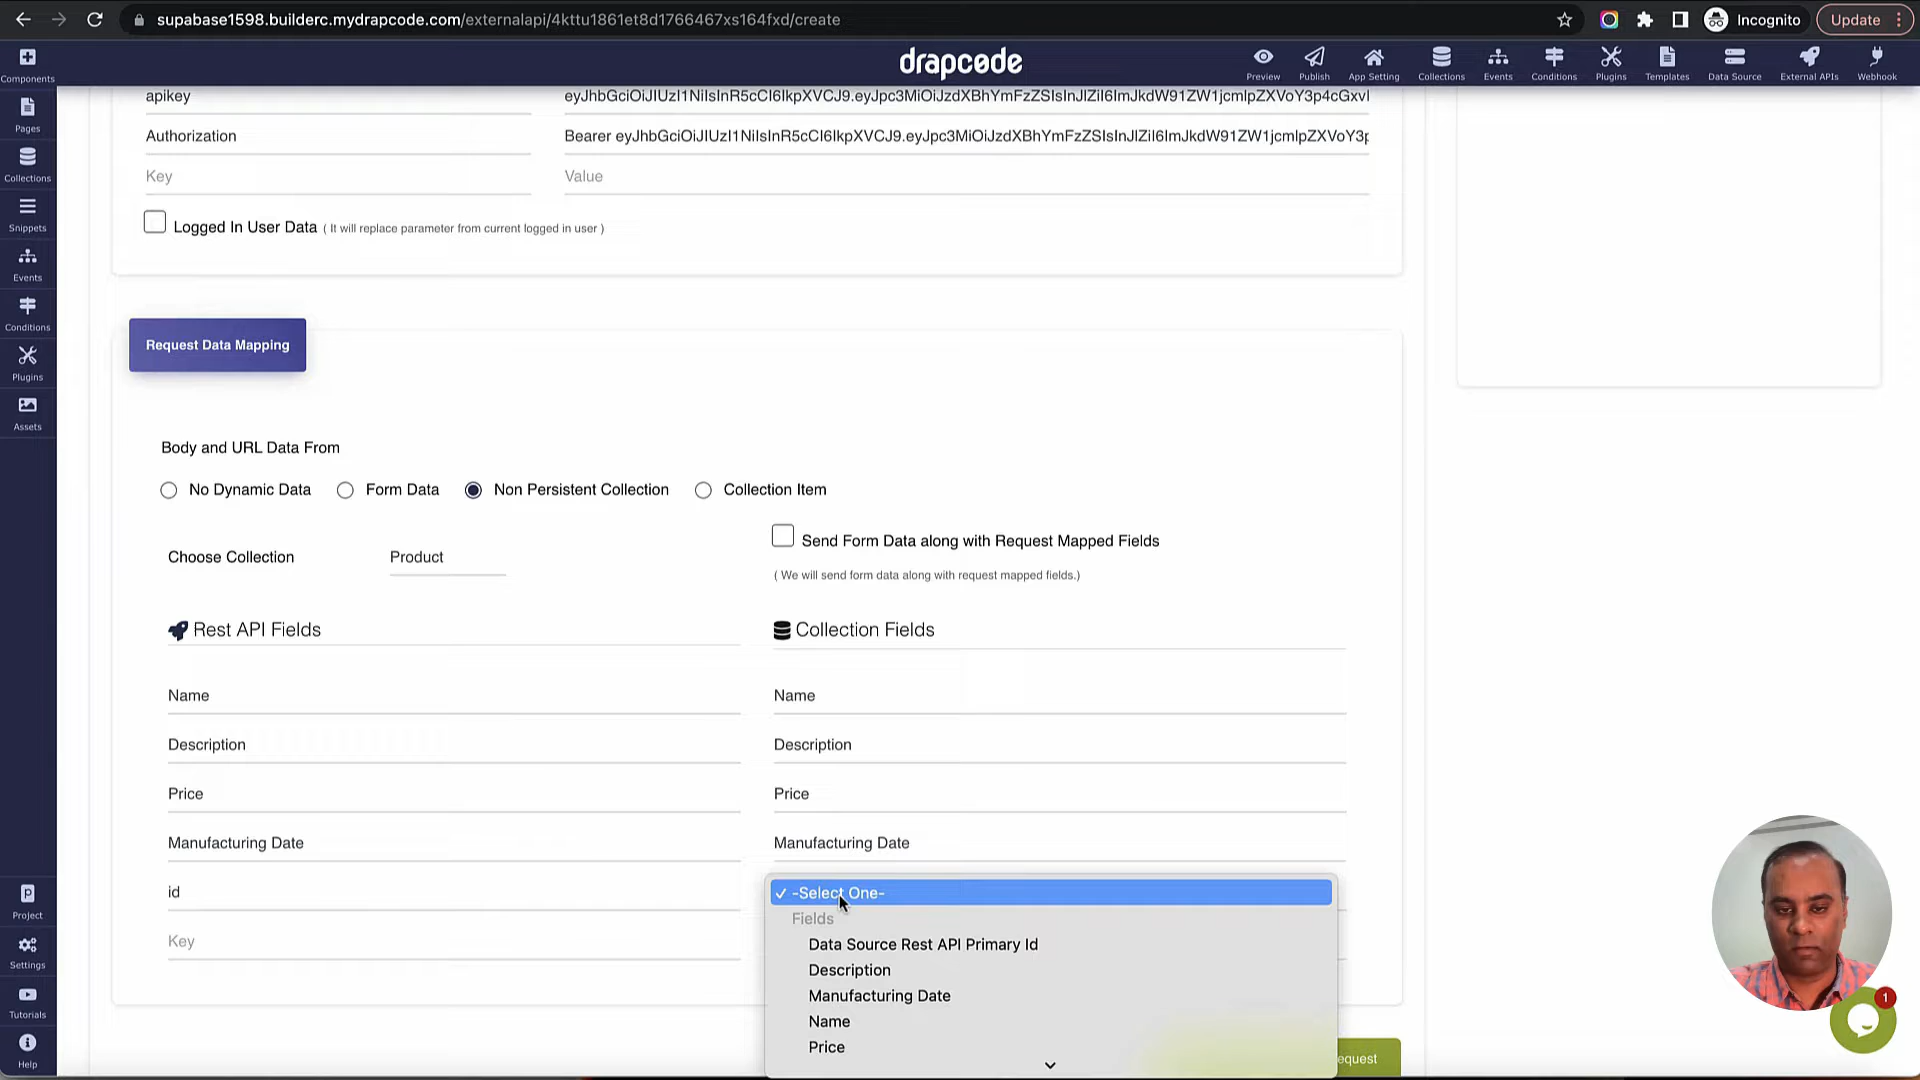 supabase1598.builderc.mydrapcode.com/externalapi/4kttu1861et8d1766467xs164fxd/create
Incognito
Update
drapcode
Components
Preview
Publish
App Setting
Collections
Events
Conditions
Plugins
Templates
Data Source
External APIs
Webhook
Pages
Collections
Snippets
Events
Conditions
Plugins
Assets
Project
Settings
Tutorials
Help
apikey
Authorization
Key
Value
Logged In User Data ( It will replace parameter from current logged in user )
Request Data Mapping
Body and URL Data From
No Dynamic Data
Form Data
Non Persistent Collection
Collection Item
Choose Collection
Product
Send Form Data along with Request Mapped Fields
( We will send form data along with request mapped fields.)
Rest API Fields
Collection Fields
Name
Name
Description
Description
Price
Price
Manufacturing Date
Manufacturing Date
id
-Select One-
Key
Fields
Data Source Rest API Primary Id
Description
Manufacturing Date
Name
Price
equest
1